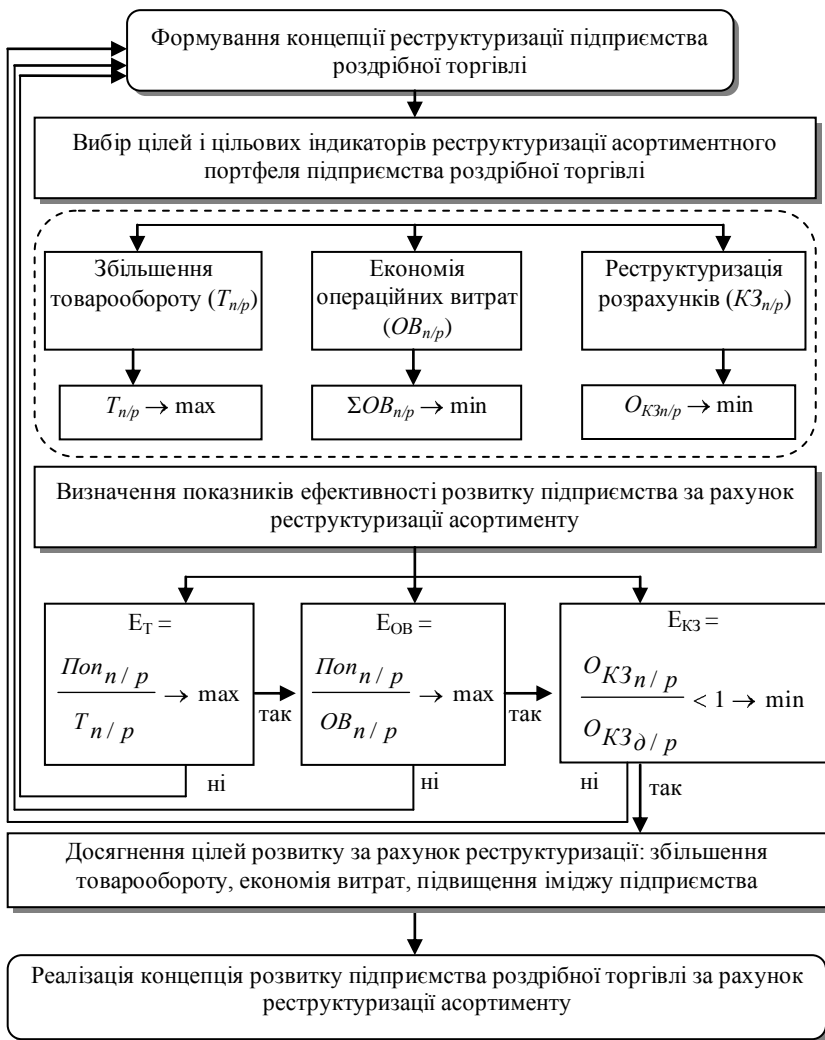 Формування концепції реструктуризації підприємства
роздрібної торгівлі
Вибір цілей і цільових індикаторів реструктуризації асортиментного
портфеля підприємства роздрібної торгівлі
Збільшення
товарообороту (Tп/р)
Економія
операційних витрат
(ОВп/р)
Реструктуризація
розрахунків (КЗп/р)
Tп/р → max
ΣОВп/р → min
ОКЗп/р → min
Визначення показників ефективності розвитку підприємства за рахунок
реструктуризації асортименту
ЕТ =
Поп п / р
Т п / р
→ max
так
ні
ЕОВ =
Поп п / р
ОВ п / р
→ max
так
ні
ЕКЗ =
О КЗ п / р
О КЗ д / р
< 1 → min
ні
так
Досягнення цілей розвитку за рахунок реструктуризації: збільшення
товарообороту, економія витрат, підвищення іміджу підприємства
Реалізація концепція розвитку підприємства роздрібної торгівлі за рахунок
реструктуризації асортименту